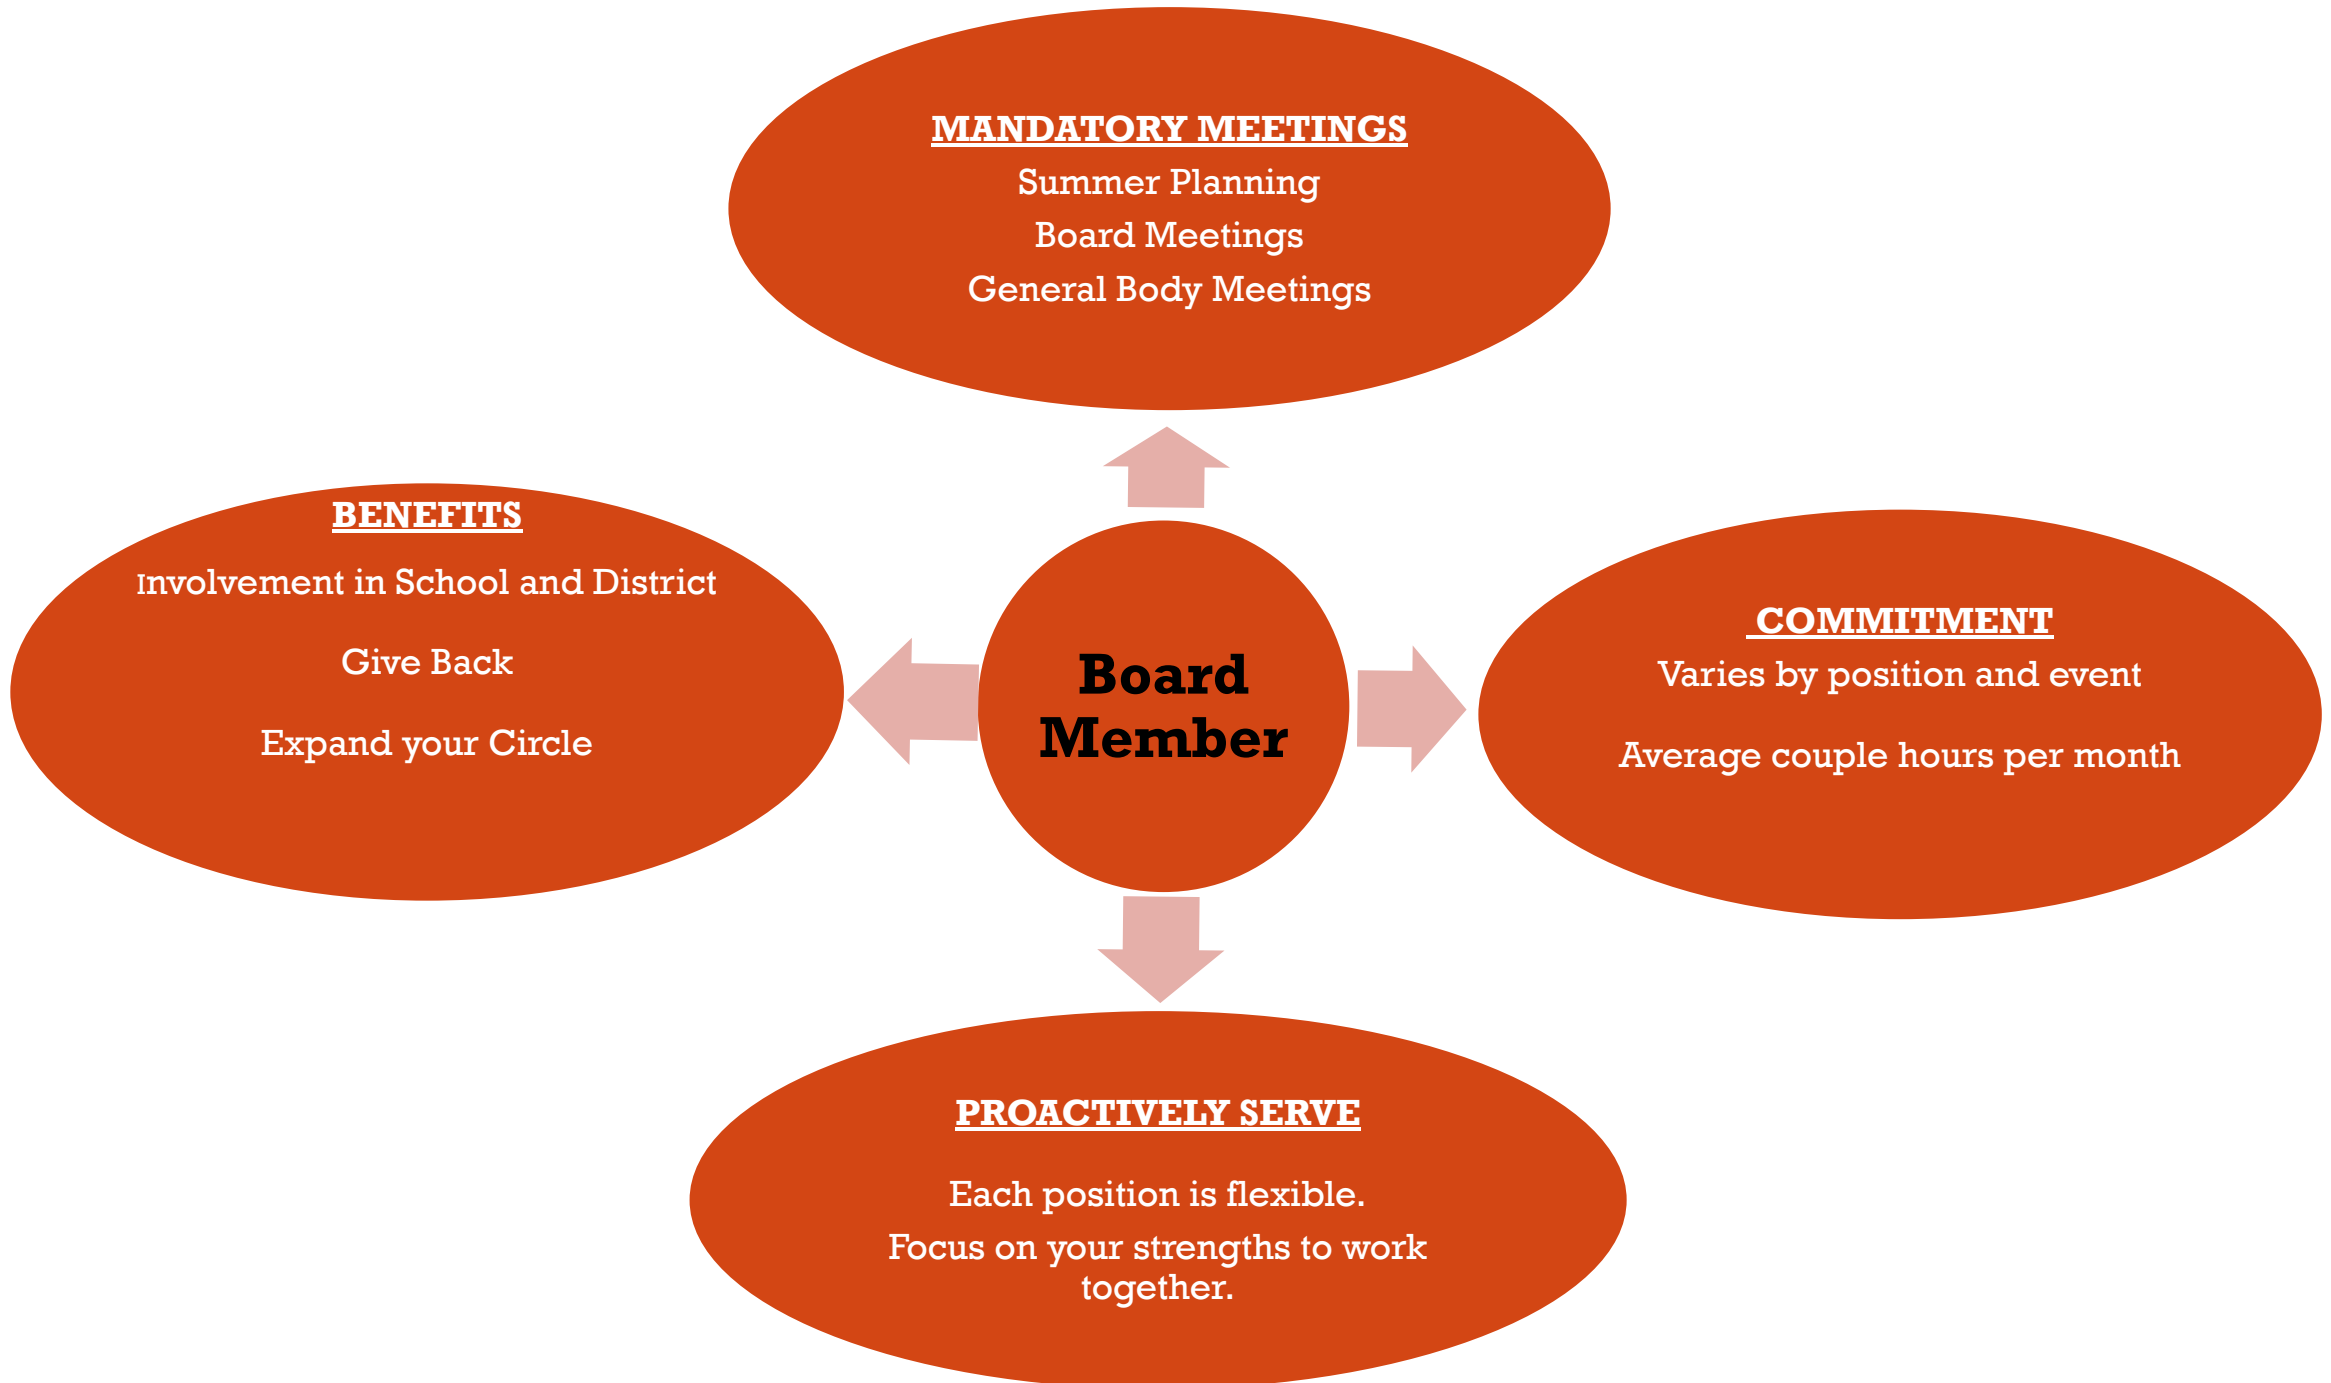 MANDATORY MEETINGS
Summer Planning
Board Meetings
General Body Meetings
BENEFITS
Involvement in School and District
Give Back
Expand your Circle
Board
Member
COMMITMENT
Varies by position and event
Average couple hours per month
PROACTIVELY SERVE
Each position is flexible.
Focus on your strengths to work
together.